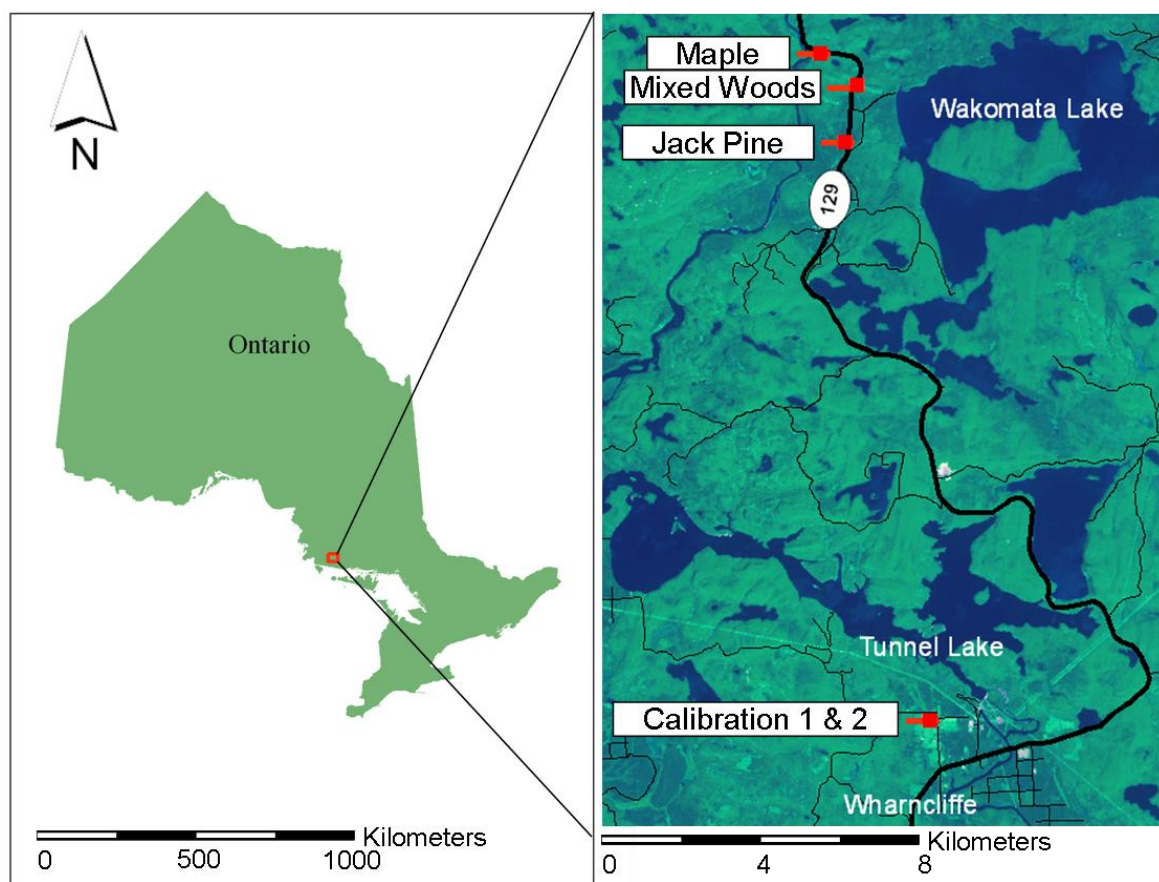 N
Ontario
Kilometers
0 500 1000
Maple
Mixed Woods
Jack Pine
Wakomata Lake
129
Tunnel Lake
Calibration 1 & 2
Wharncliffe
Kilometers
0 4 8